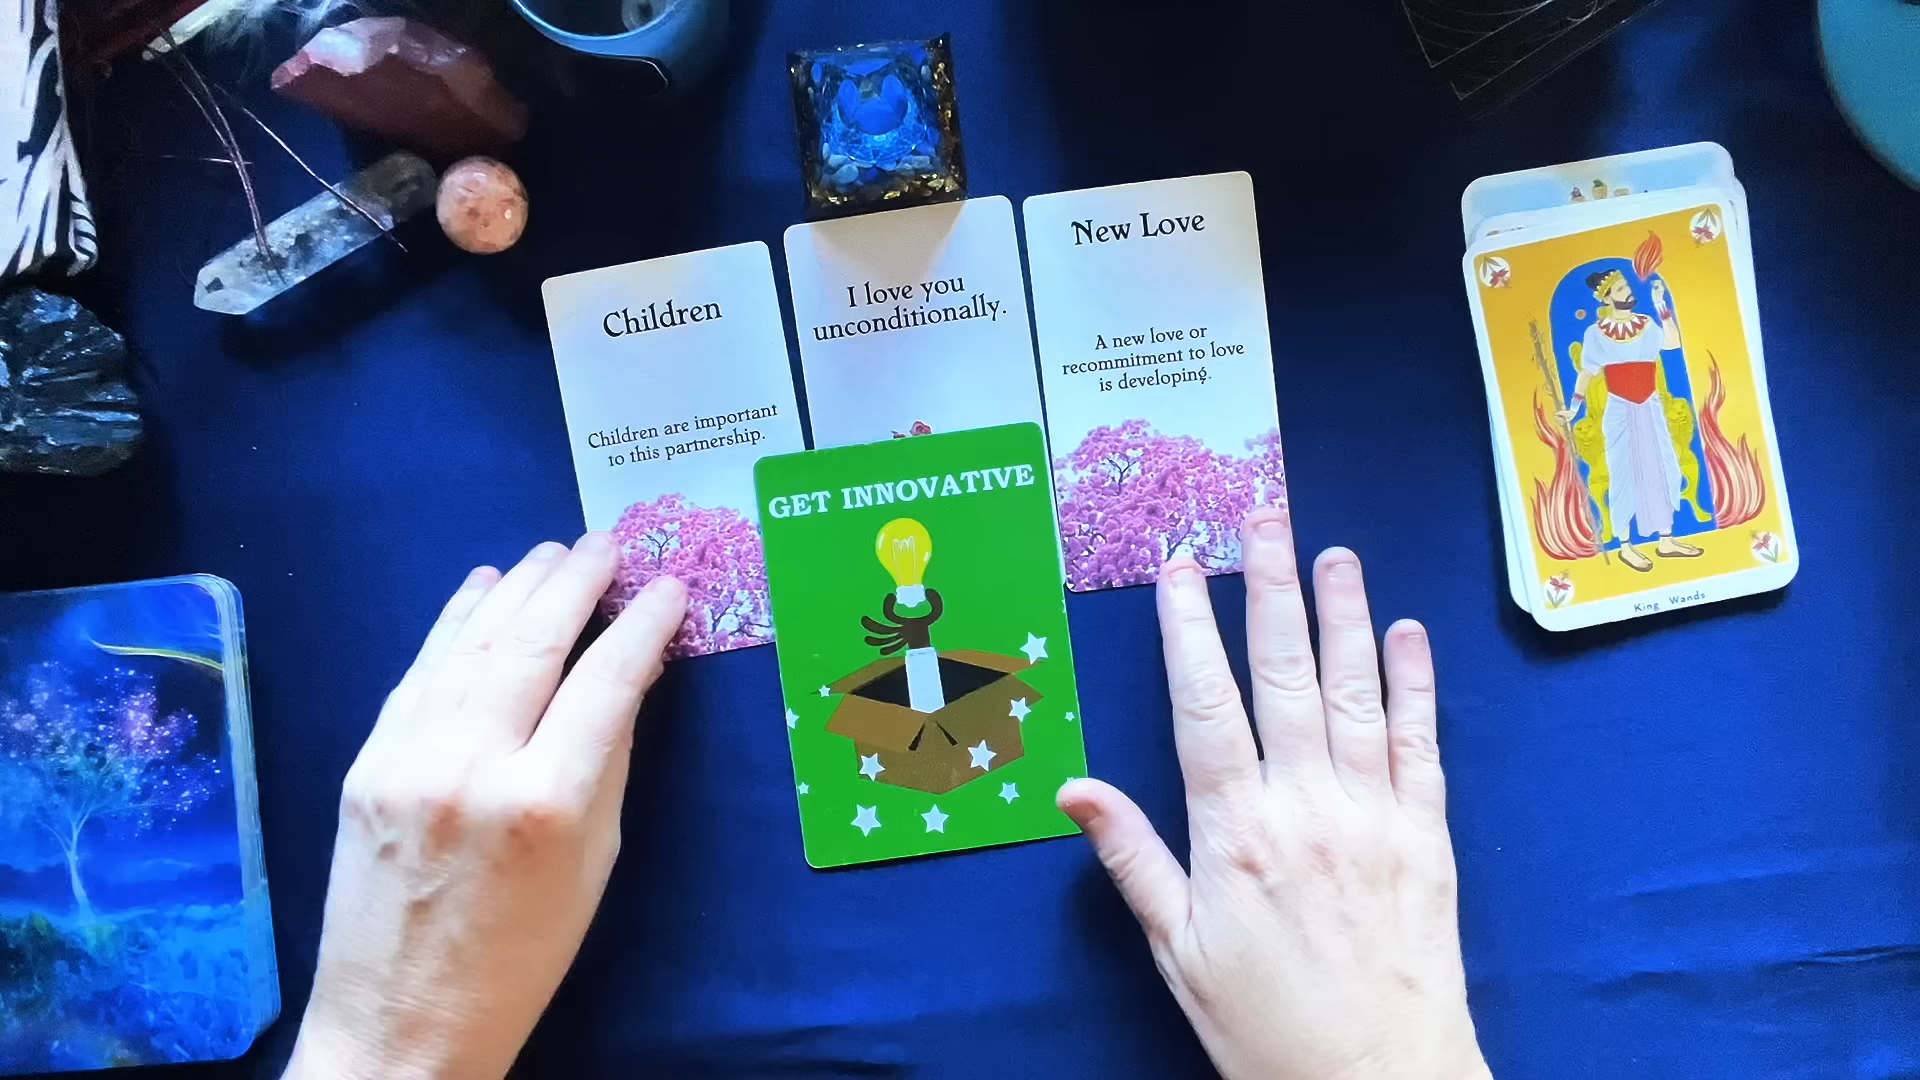 Children
Children are important
to this partnership.
I love you
unconditionally.
New Love
A new love or
recommitment to love
is developing.
GET INNOVATIVE
King Wands